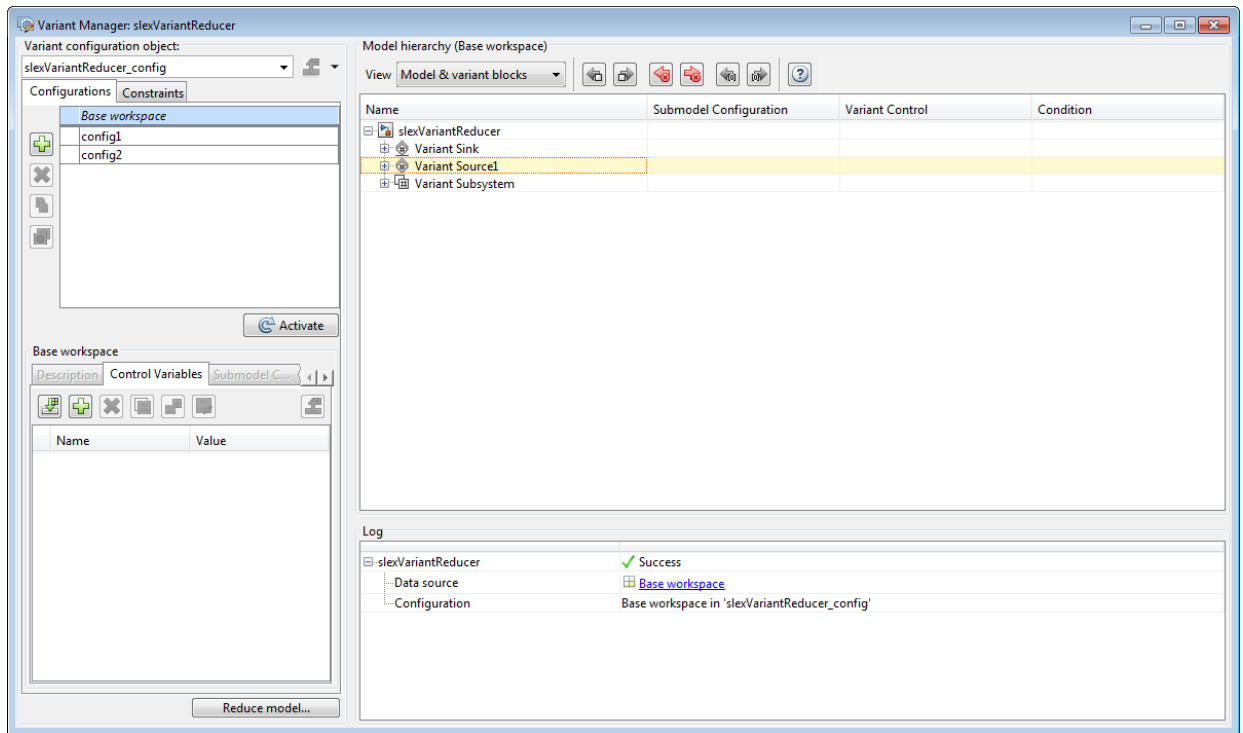 Variant Manager: slexVariantReducer
Variant configuration object:
slexVariantReducer_config
Configurations Constraints
Base workspace
config1
config2
Activate
Base workspace
Description Control Variables Submodel C...
Name Value
Reduce model...
Model hierarchy (Base workspace)
View Model & variant blocks
Name Submodel Configuration Variant Control Condition
slexVariantReducer
Variant Sink
Variant Source1
Variant Subsystem
Log
slexVariantReducer Success
Data source Base workspace
Configuration Base workspace in 'slexVariantReducer_config'